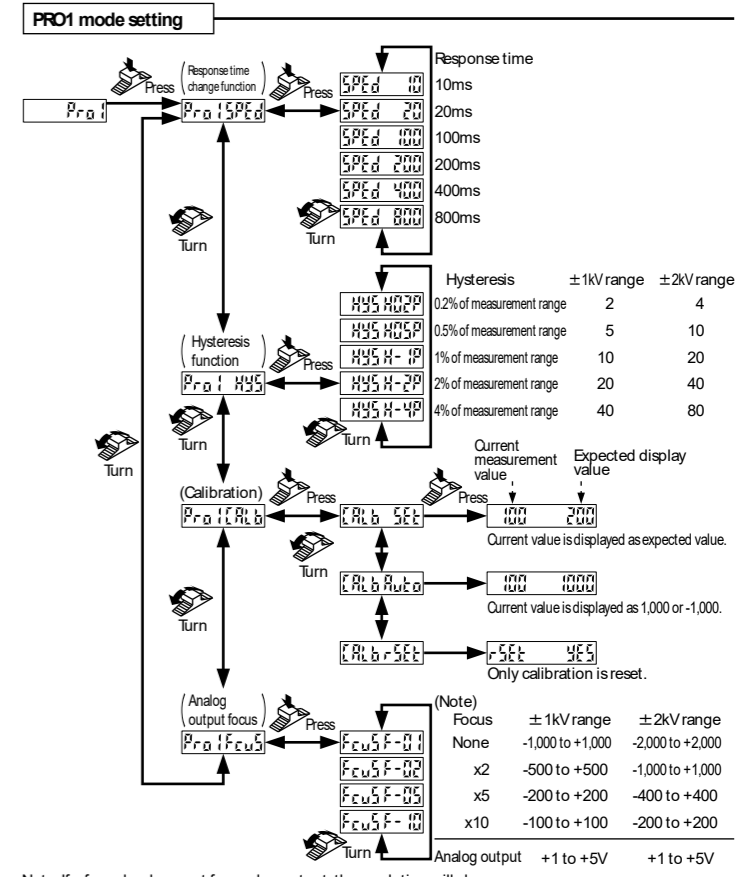 PRO1 mode setting
Response time
Press
(Response time
change function)
Press
Pro1
Pro1SPEd
SPEd 10 10ms
SPEd 20 20ms
SPEd 100 100ms
SPEd 200 200ms
SPEd 400 400ms
SPEd 800 800ms
Turn
Turn
Hysteresis ±1kV range ±2kV range
HYS H02P 0.2% of measurement range 2 4
HYS H05P 0.5% of measurement range 5 10
HYS H-1P 1% of measurement range 10 20
HYS H-2P 2% of measurement range 20 40
HYS H-4P 4% of measurement range 40 80
(Hysteresis
function)
Press
Pro1 HYS
Turn
Turn
Turn
Current
measurement
value
Expected display
value
(Calibration)
Press
Press
Pro1CALb
CALb SEt
100 200
Current value is displayed as expected value.
Turn
CALbAuto
100 1000
Current value is displayed as 1,000 or -1,000.
Turn
CALbrSEt
rSEt YES
Only calibration is reset.
(Analog
output focus)
Press
Pro1FcuS
(Note)
Focus ±1kV range ±2kV range
FcuSF-01 None -1,000 to +1,000 -2,000 to +2,000
FcuSF-02 x2 -500 to +500 -1,000 to +1,000
FcuSF-05 x5 -200 to +200 -400 to +400
FcuSF-10 x10 -100 to +100 -200 to +200
Turn
Analog output +1 to +5V +1 to +5V